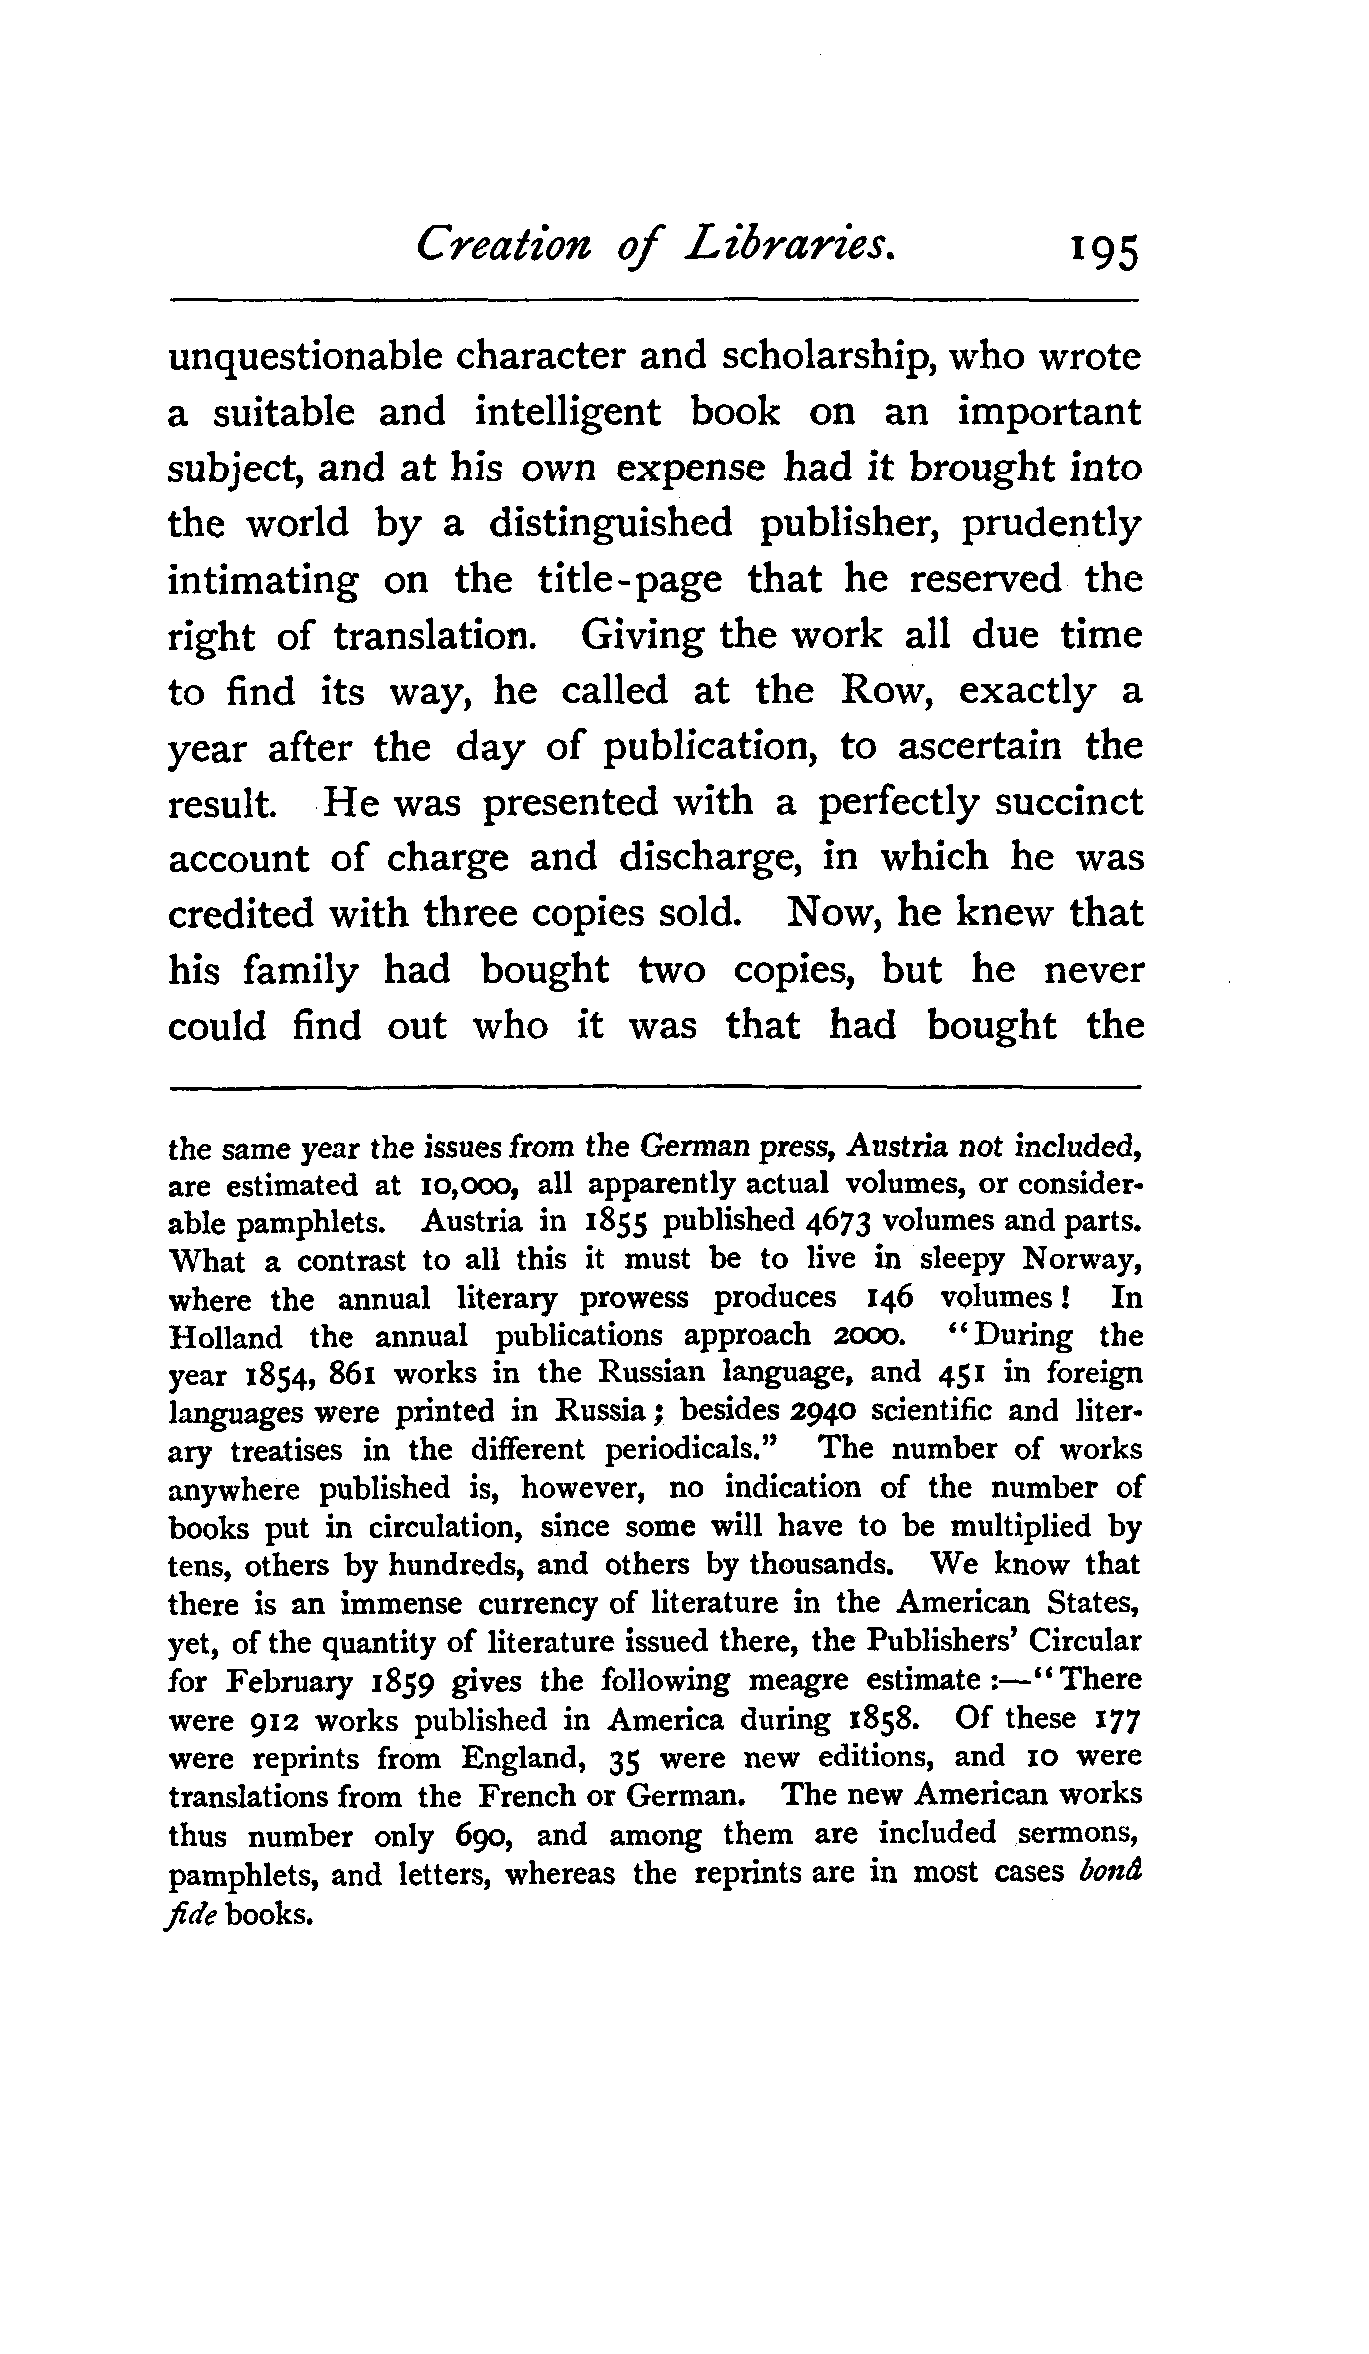 Creation of Libraries. 195
unquestionable character and scholarship, who wrote
a suitable and intelligent book on an important
subject, and at his own expense had it brought into
the world by a distinguished publisher, prudently
intimating on the title-page that he reserved the
right of translation. Giving the work all due time
to find its way, he called at the Row, exactly a
year after the day of publication, to ascertain the
result. He was presented with a perfectly succinct
account of charge and discharge, in which he was
credited with three copies sold. Now, he knew that
his family had bought two copies, but he never
could find out who it was that had bought the
the same year the issues from the German press, Austria not included,
are estimated at 10,000, all apparently actual volumes, or consider-
able pamphlets. Austria in 1855 published 4673 volumes and parts.
What a contrast to all this it must be to live in sleepy Norway,
where the annual literary prowess produces 146 volumes! In
Holland the annual publications approach 2000. "During the
year 1854, 861 works in the Russian language, and 451 in foreign
languages were printed in Russia; besides 2940 scientific and liter-
ary treatises in the different periodicals." The number of works
anywhere published is, however, no indication of the number of
books put in circulation, since some will have to be multiplied by
tens, others by hundreds, and others by thousands. We know that
there is an immense currency of literature in the American States,
yet, of the quantity of literature issued there, the Publishers' Circular
for February 1859 gives the following meagre estimate:—"There
were 912 works published in America during 1858. Of these 177
were reprints from England, 35 were new editions, and 10 were
translations from the French or German. The new American works
thus number only 690, and among them are included sermons,
pamphlets, and letters, whereas the reprints are in most cases bonâ
fide books.